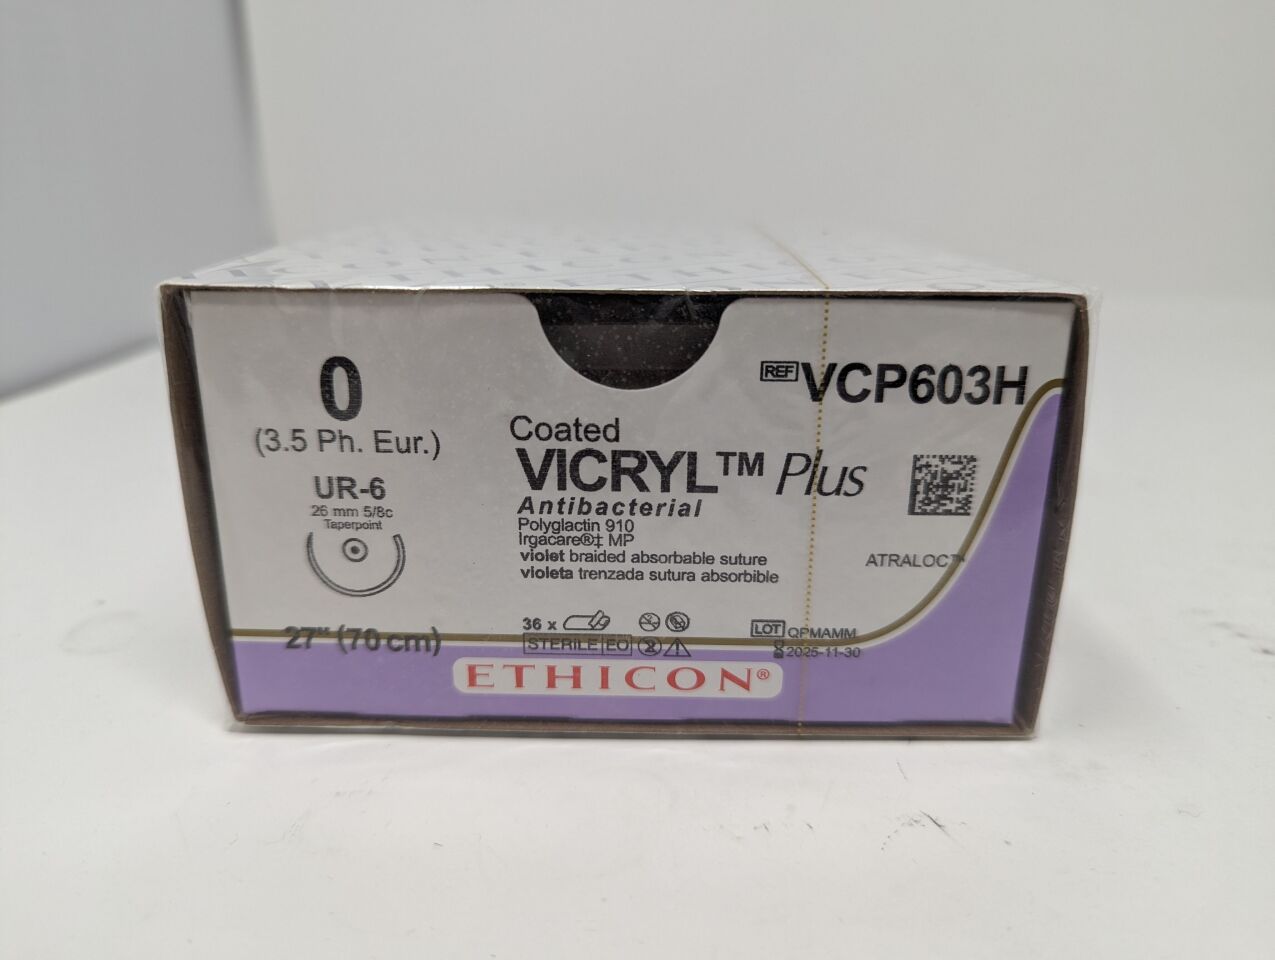 0
(3.5 Ph. Eur.)
UR-6
26 mm 5/8c
Taperpoint
27" (70 cm)
Coated
VICRYL™ Plus
Antibacterial
Polyglactin 910
Irgacare®‡ MP
violet braided absorbable suture
violeta trenzada sutura absorbible
36 x
STERILE EO
REF VCP603H
ATRALOC™
LOT QPMAMM
2025-11-30
ETHICON®